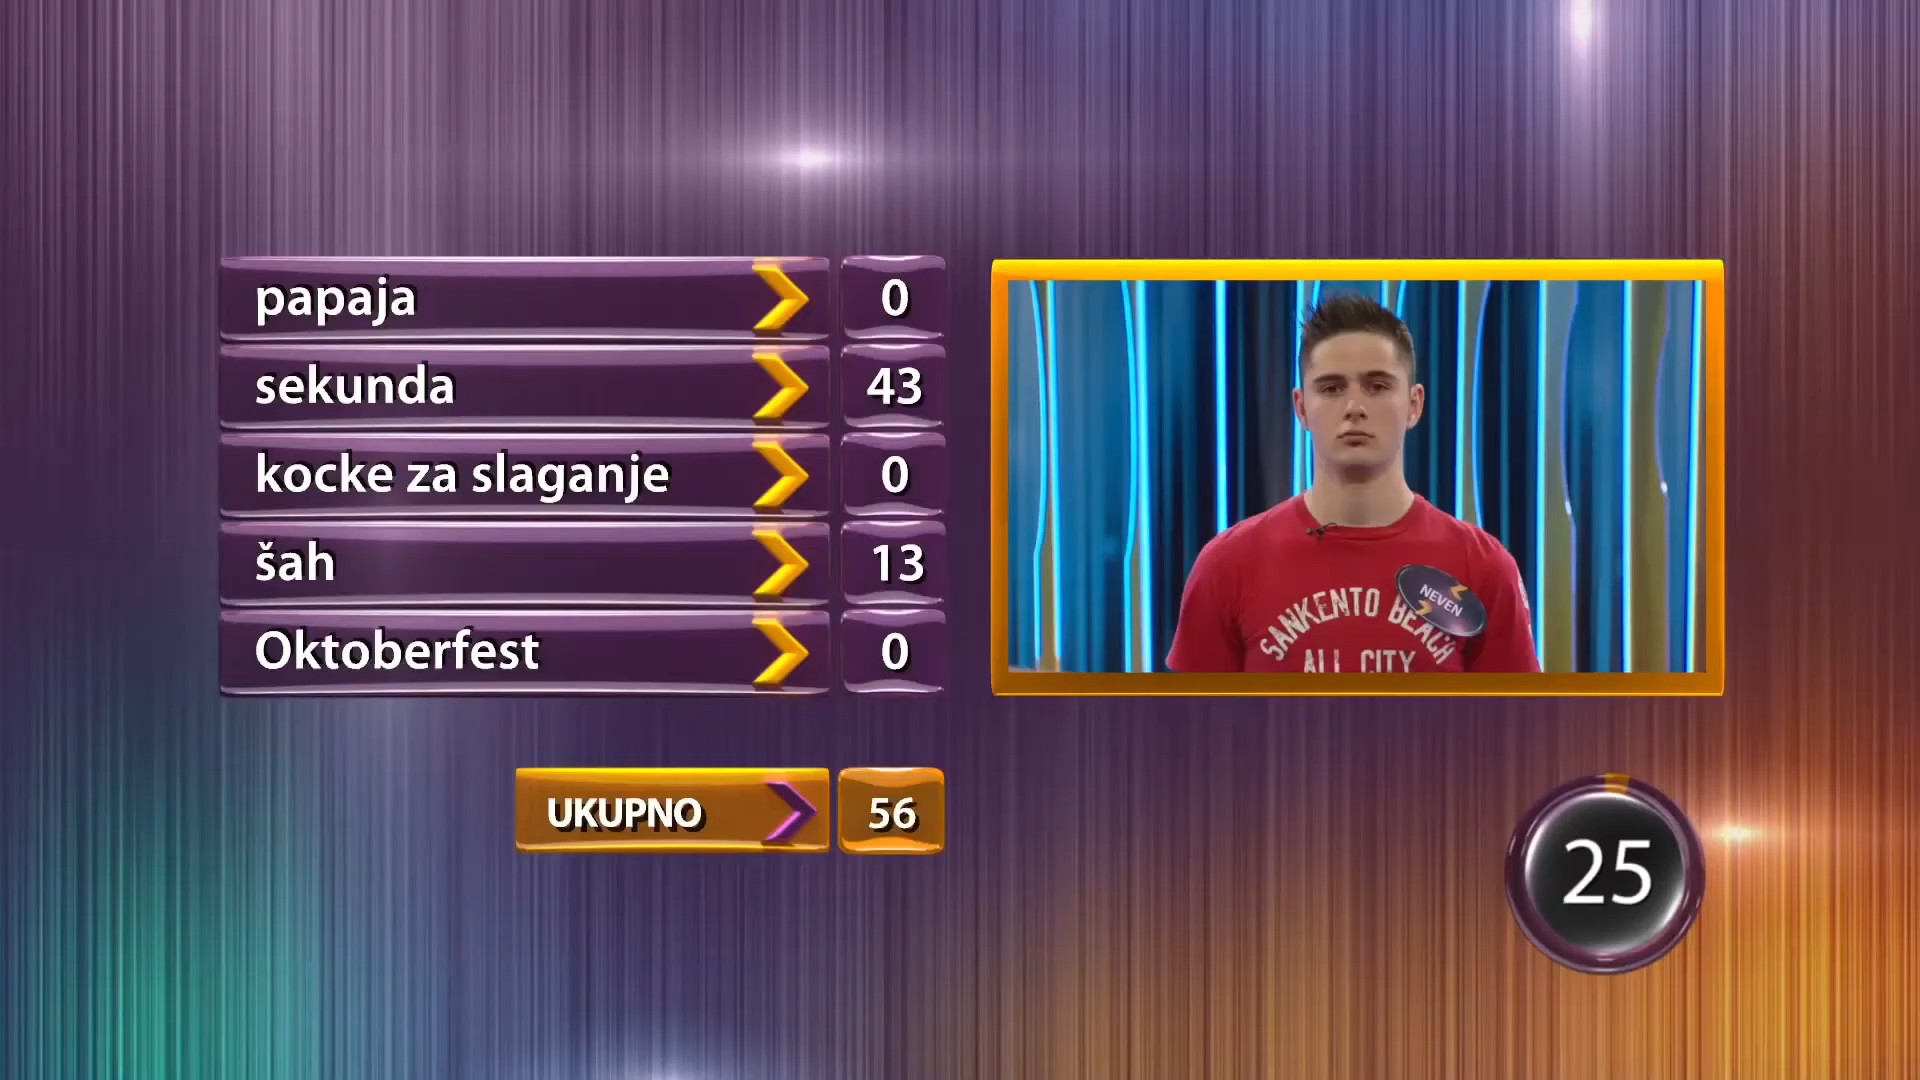 papaja 0
sekunda 43
kocke za slaganje 0
šah 13
Oktoberfest 0
UKUPNO 56
NEVEN
SANKENTO BEACH
ALL CITY
25